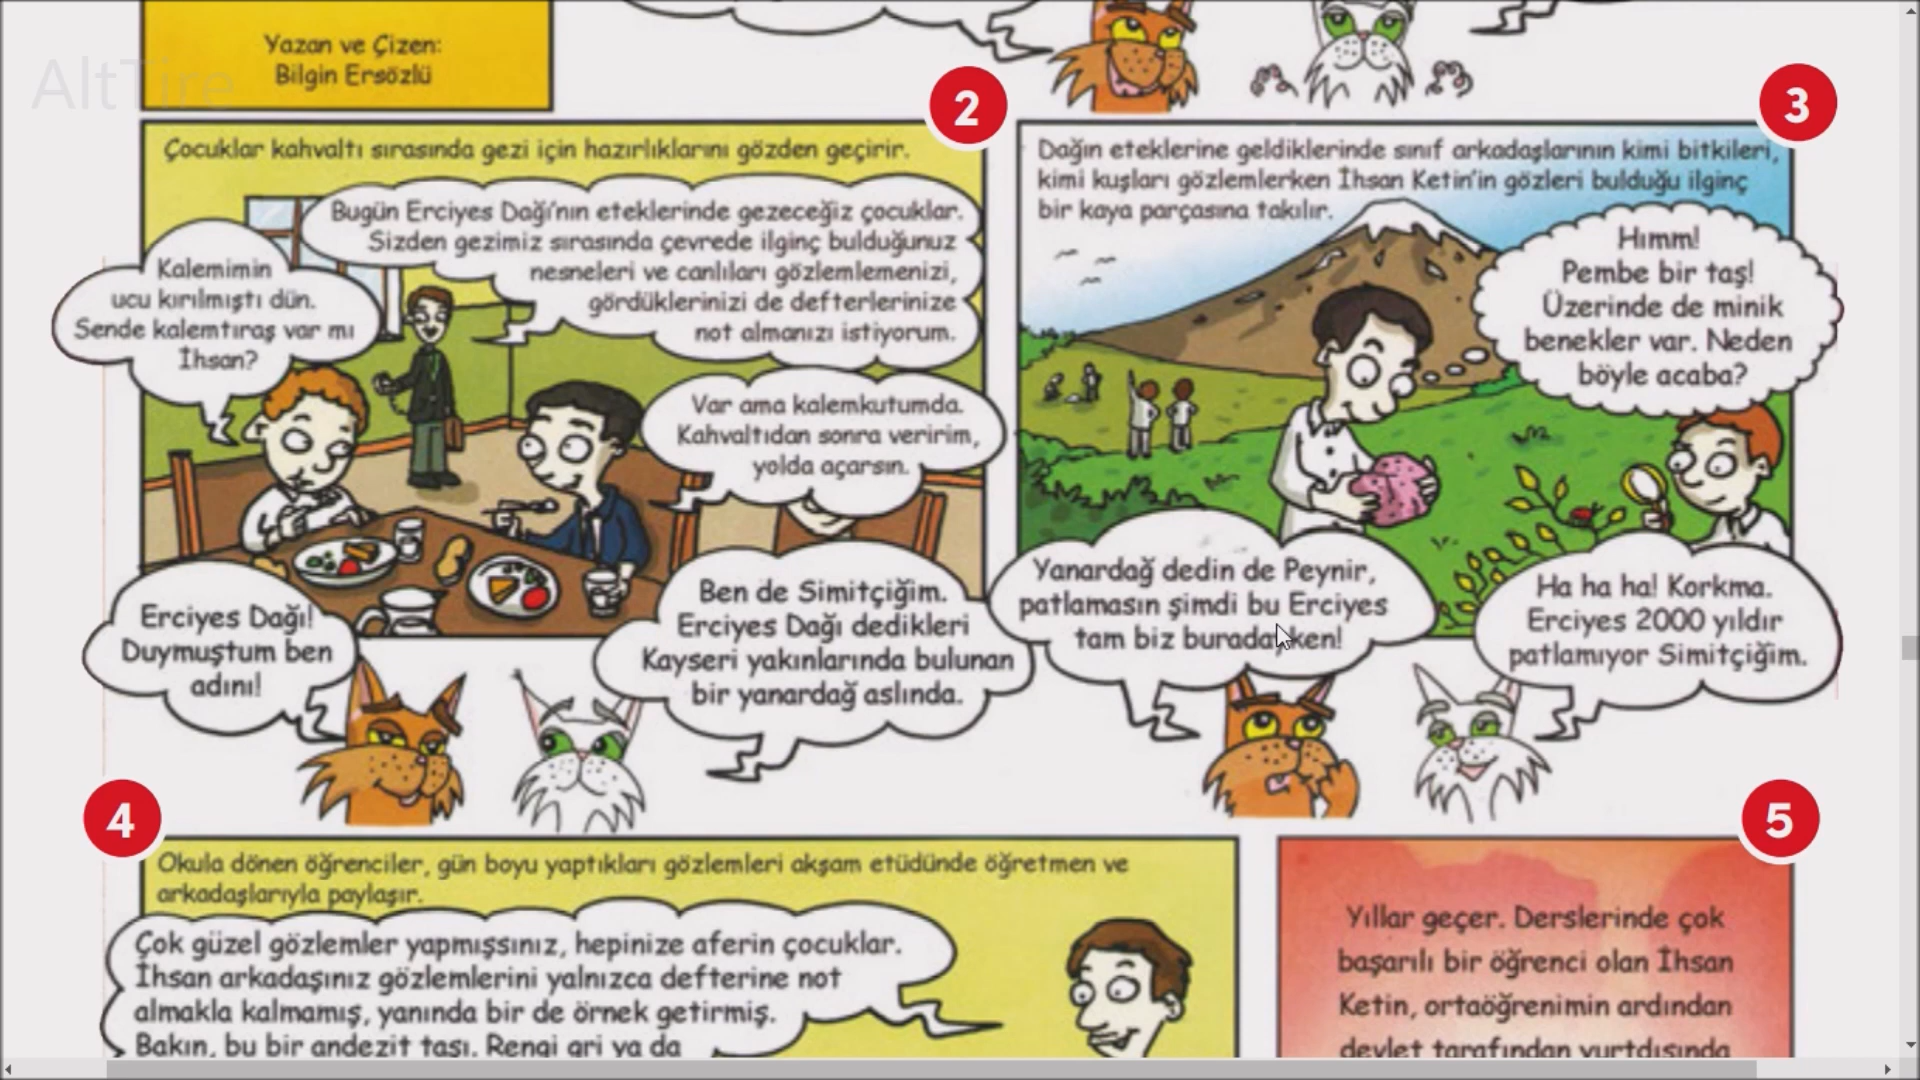 Yazan ve Çizen:
Bilgin Ersözlü
AltTire
2
Çocuklar kahvaltı sırasında gezi için hazırlıklarını gözden geçirir.
Bugün Erciyes Dağı'nın eteklerinde gezeceğiz çocuklar.
Sizden gezimiz sırasında çevrede ilginç bulduğunuz
nesneleri ve canlıları gözlemlemenizi,
gördüklerinizi de defterlerinize
not almanızı istiyorum.
Kalemimin
ucu kırılmıştı dün.
Sende kalemtıraş var mı
İhsan?
Var ama kalemkutumda.
Kahvaltıdan sonra veririm,
yolda açarsın.
Erciyes Dağı!
Duymuştum ben
adını!
Ben de Simitçiğim.
Erciyes Dağı dedikleri
Kayseri yakınlarında bulunan
bir yanardağ aslında.
3
Dağın eteklerine geldiklerinde sınıf arkadaşlarının kimi bitkileri,
kimi kuşları gözlemlerken İhsan Ketin'in gözleri bulduğu ilginç
bir kaya parçasına takılır.
Hımm!
Pembe bir taş!
Üzerinde de minik
benekler var. Neden
böyle acaba?
Yanardağ dedin de Peynir,
patlamasın şimdi bu Erciyes
tam biz buradayken!
Ha ha ha! Korkma.
Erciyes 2000 yıldır
patlamıyor Simitçiğim.
4
Okula dönen öğrenciler, gün boyu yaptıkları gözlemleri akşam etüdünde öğretmen ve
arkadaşlarıyla paylaşır.
Çok güzel gözlemler yapmışsınız, hepinize aferin çocuklar.
İhsan arkadaşınız gözlemlerini yalnızca defterine not
almakla kalmamış, yanında bir de örnek getirmiş.
Bakın, bu bir andezit taşı. Rengi gri ya da
5
Yıllar geçer. Derslerinde çok
başarılı bir öğrenci olan İhsan
Ketin, ortaöğrenimin ardından
devlet tarafından yurtdışında